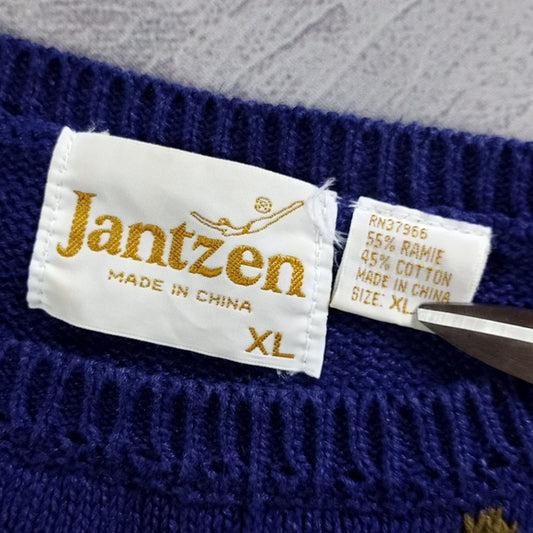 Jantzen
MADE IN CHINA
XL
RN37966
55% RAMIE
45% COTTON
MADE IN CHINA
SIZE: XL